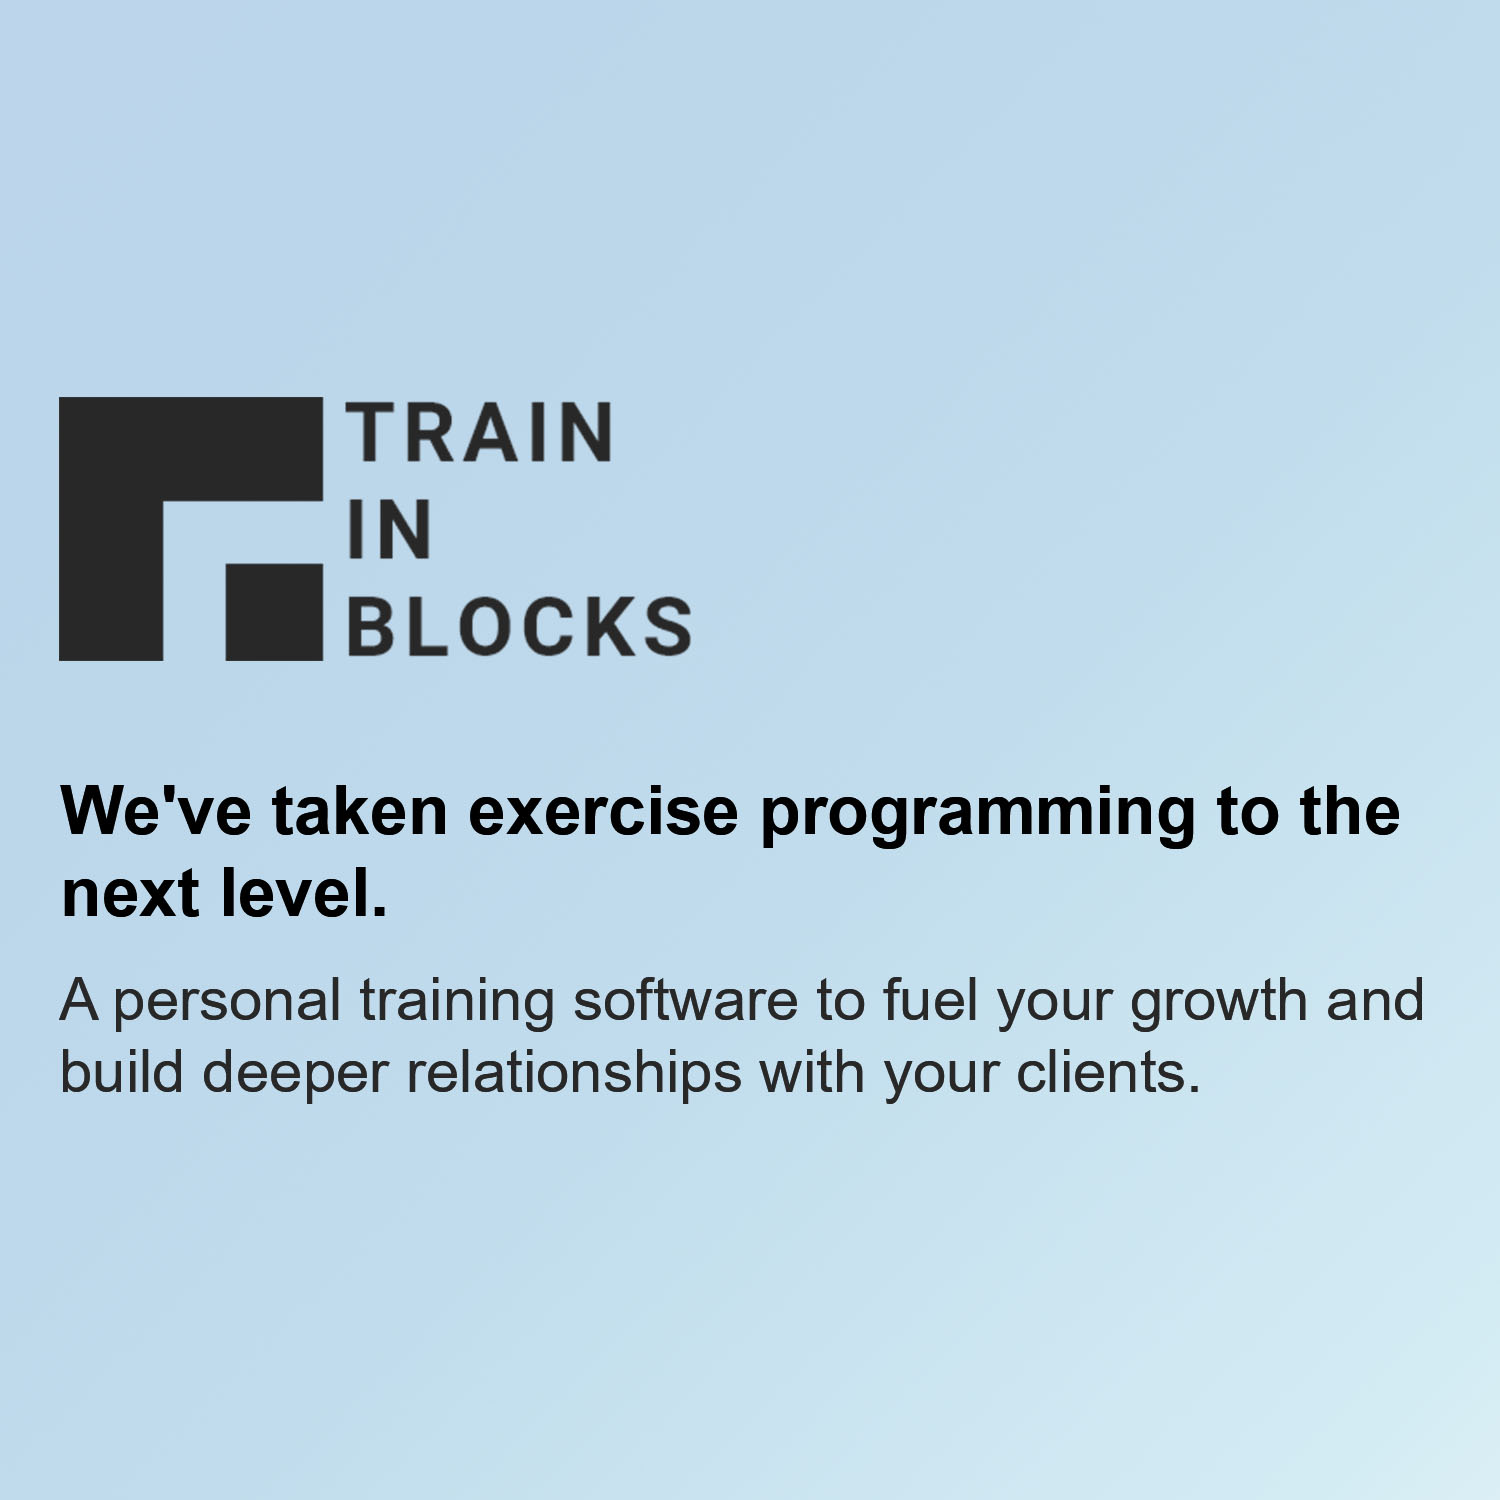 TRAIN
IN
BLOCKS
We've taken exercise programming to the
next level.
A personal training software to fuel your growth and
build deeper relationships with your clients.